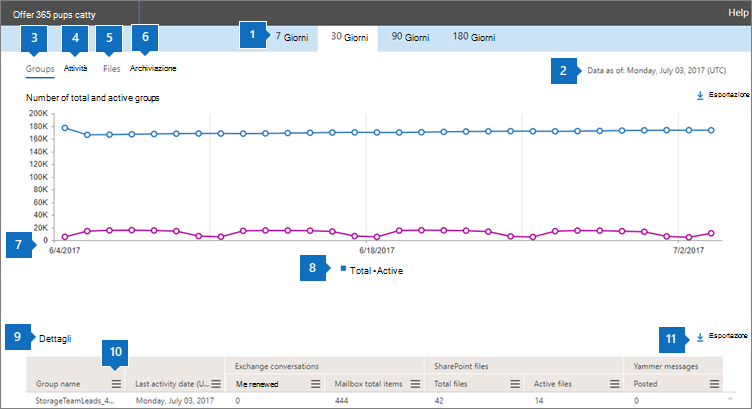 Offer 365 pups catty
Help
1 7 Giorni 30 Giorni 90 Giorni 180 Giorni
3 4 5 6
Groups Attività Files Archiviazione
2 Data as of: Monday, July 03, 2017 (UTC)
Number of total and active groups
Esportazione
200K
180K
160K
140K
120K
100K
80K
60K
40K
20K
0
7
6/4/2017 6/18/2017 7/2/2017
8 Total •Active
9 Dettagli
10
11 Esportazione
Exchange conversations SharePoint files Yammer messages
Group name Last activity date (U... Me renewed Mailbox total items Total files Active files Posted
StorageTeamLeads_4... Monday, July 03, 2017 0 444 42 14 0